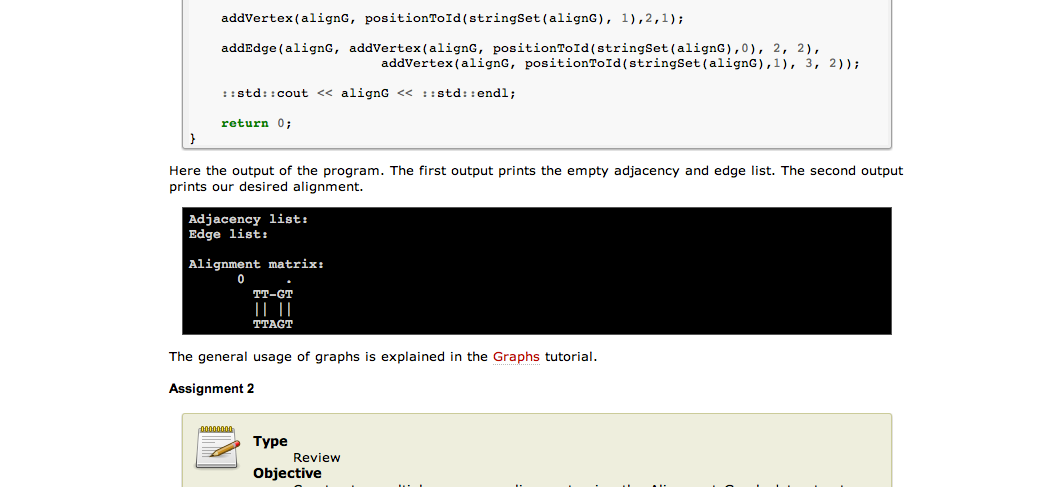 addVertex(alignG, positionToId(stringSet(alignG), 1),2,1);
addEdge(alignG, addVertex(alignG, positionToId(stringSet(alignG),0), 2, 2),
addVertex(alignG, positionToId(stringSet(alignG),1), 3, 2));
::std::cout << alignG << ::std::endl;
return 0;
}
Here the output of the program. The first output prints the empty adjacency and edge list. The second output
prints our desired alignment.
Adjacency list:
Edge list:
Alignment matrix:
0     .
TT-GT
|| ||
TTAGT
The general usage of graphs is explained in the Graphs tutorial.
Assignment 2
Type
Review
Objective